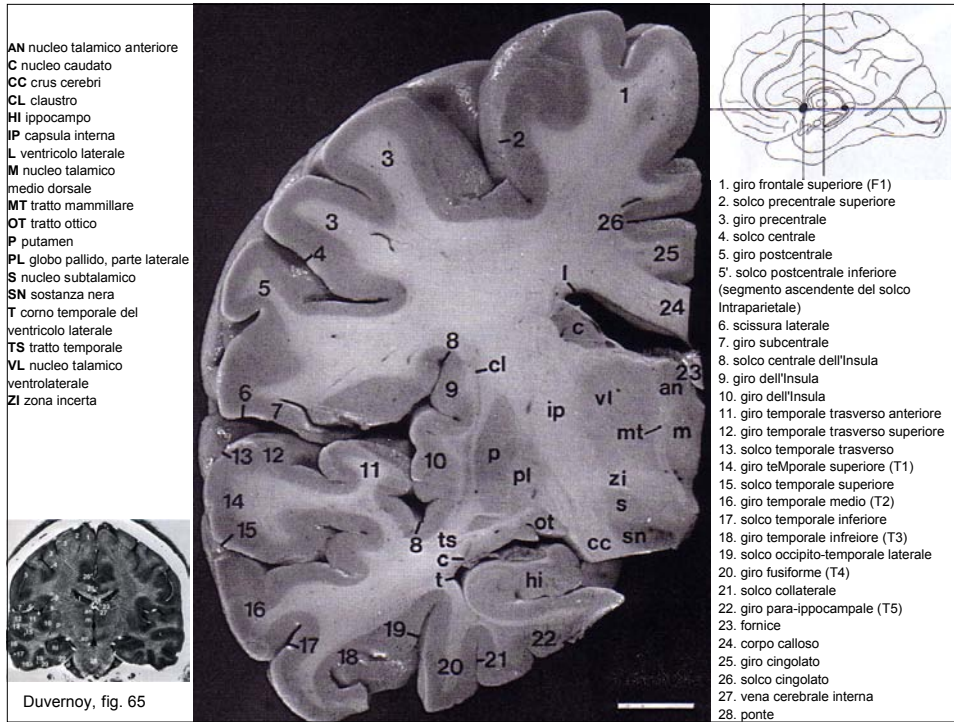 AN nucleo talamico anteriore
C nucleo caudato
CC crus cerebri
CL claustro
HI ippocampo
IP capsula interna
L ventricolo laterale
M nucleo talamico
medio dorsale
MT tratto mammillare
OT tratto ottico
P putamen
PL globo pallido, parte laterale
S nucleo subtalamico
SN sostanza nera
T corno temporale del
ventricolo laterale
TS tratto temporale
VL nucleo talamico
ventrolaterale
ZI zona incerta
Duvernoy, fig. 65
1
2
3
3
26
4
25
l
5
24
c
8
23
cl
an
9
6
vl
ip
7
mt
m
13
12
10
p
11
pl
zi
14
s
15
ot
8
ts
sn
cc
c
t
hi
16
19
17
22
18
20
21
1. giro frontale superiore (F1)
2. solco precentrale superiore
3. giro precentrale
4. solco centrale
5. giro postcentrale
5'. solco postcentrale inferiore
(segmento ascendente del solco
Intraparietale)
6. scissura laterale
7. giro subcentrale
8. solco centrale dell'Insula
9. giro dell'Insula
10. giro dell'Insula
11. giro temporale trasverso anteriore
12. giro temporale trasverso superiore
13. solco temporale trasverso
14. giro teMporale superiore (T1)
15. solco temporale superiore
16. giro temporale medio (T2)
17. solco temporale inferiore
18. giro temporale infreiore (T3)
19. solco occipito-temporale laterale
20. giro fusiforme (T4)
21. solco collaterale
22. giro para-ippocampale (T5)
23. fornice
24. corpo calloso
25. giro cingolato
26. solco cingolato
27. vena cerebrale interna
28. ponte